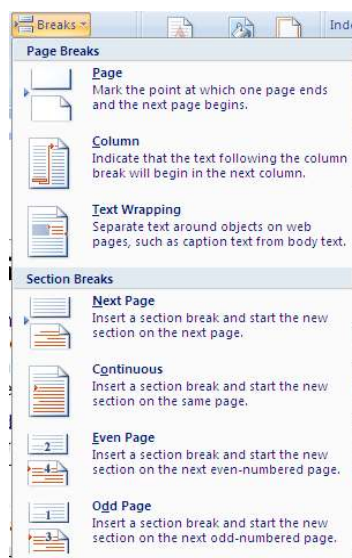 Breaks
Inde
Page Breaks
Page
Mark the point at which one page ends
and the next page begins.
Column
Indicate that the text following the column
break will begin in the next column.
Text Wrapping
Separate text around objects on web
pages, such as caption text from body text.
Section Breaks
Next Page
Insert a section break and start the new
section on the next page.
Continuous
Insert a section break and start the new
section on the same page.
Even Page
Insert a section break and start the new
section on the next even-numbered page.
2
4
Odd Page
Insert a section break and start the new
section on the next odd-numbered page.
1
3